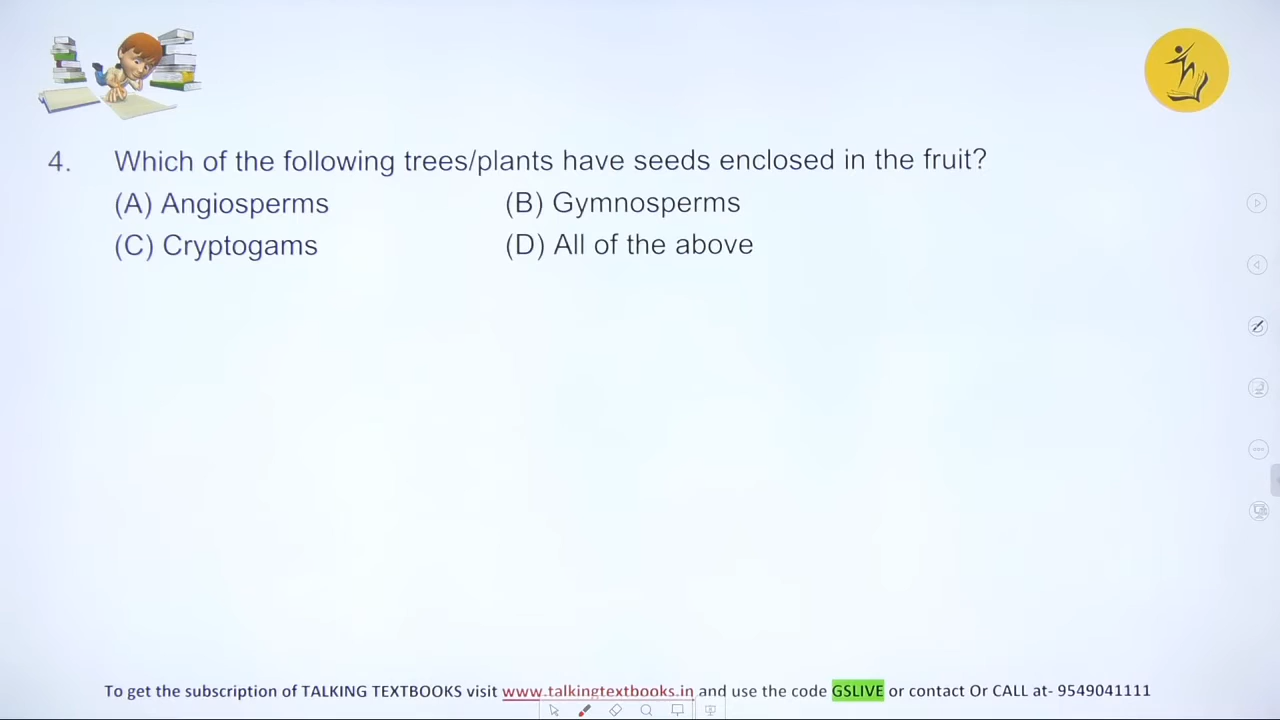 4. Which of the following trees/plants have seeds enclosed in the fruit?
(A) Angiosperms (B) Gymnosperms
(C) Cryptogams (D) All of the above
To get the subscription of TALKING TEXTBOOKS visit www.talkingtextbooks.in and use the code GSLIVE or contact Or CALL at- 9549041111